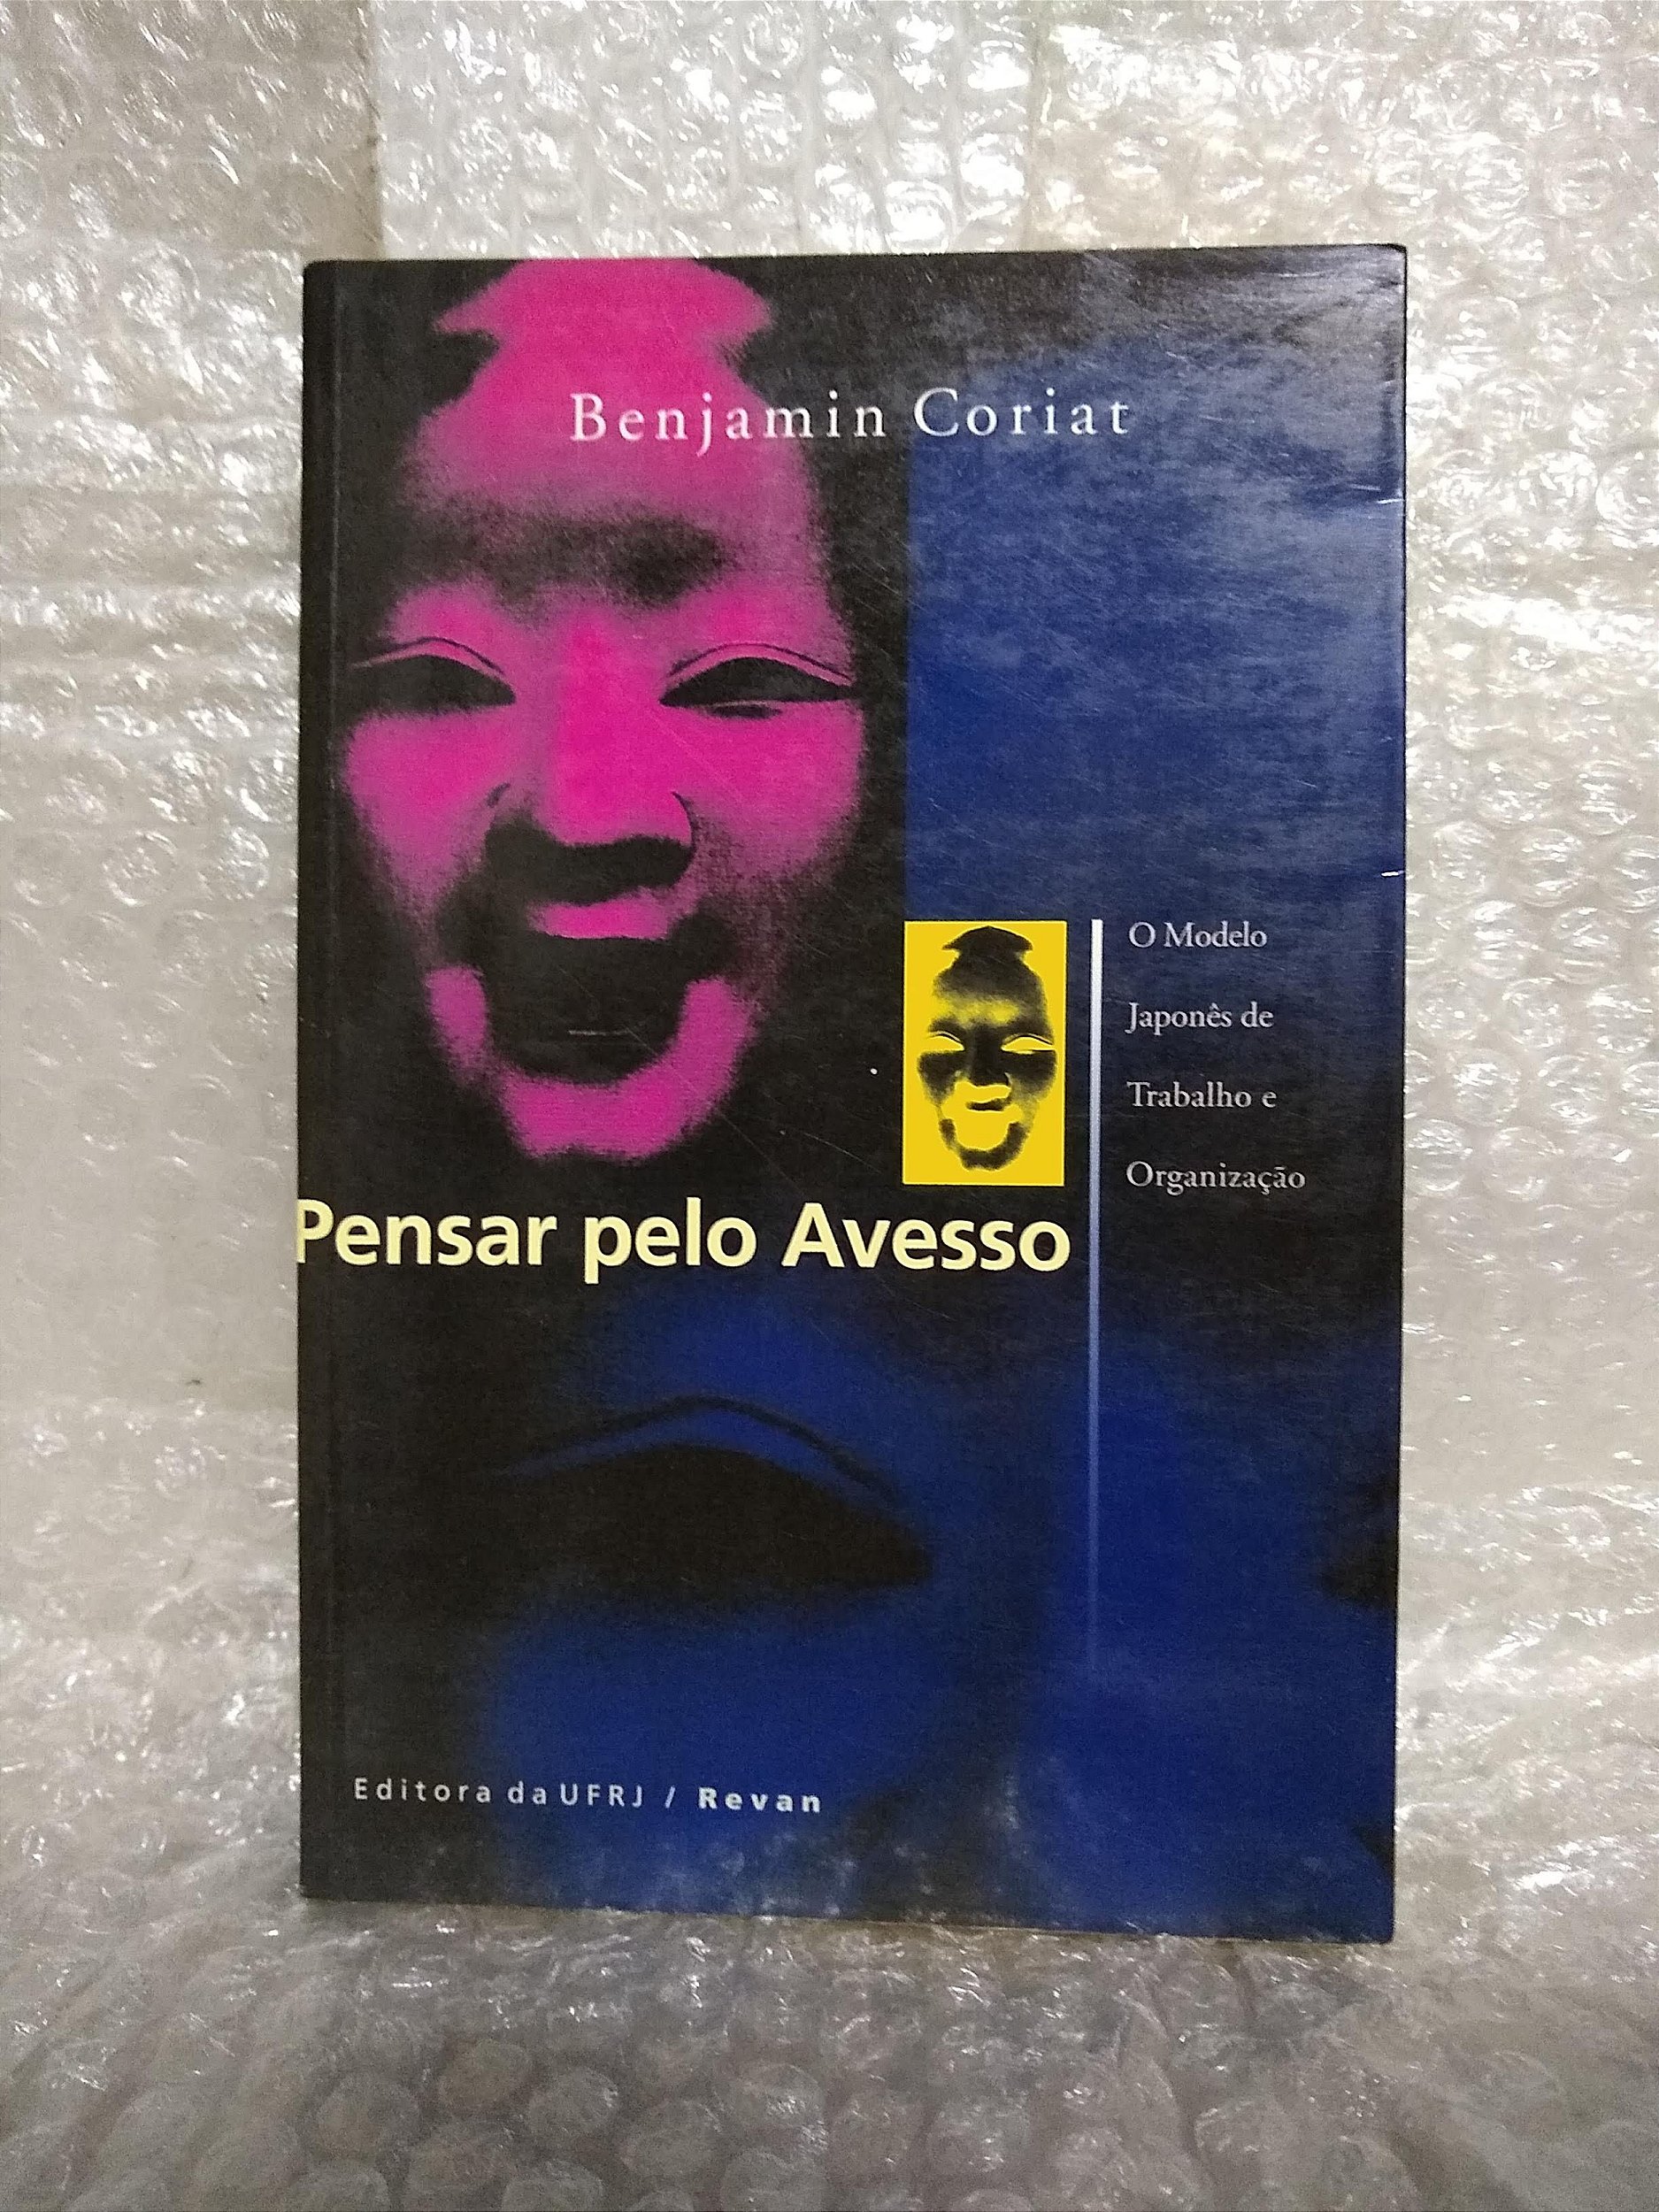 Benjamin Coriat
O Modelo
Japonês de
Trabalho e
Organização
Pensar pelo Avesso
Editora da UFRJ / Revan